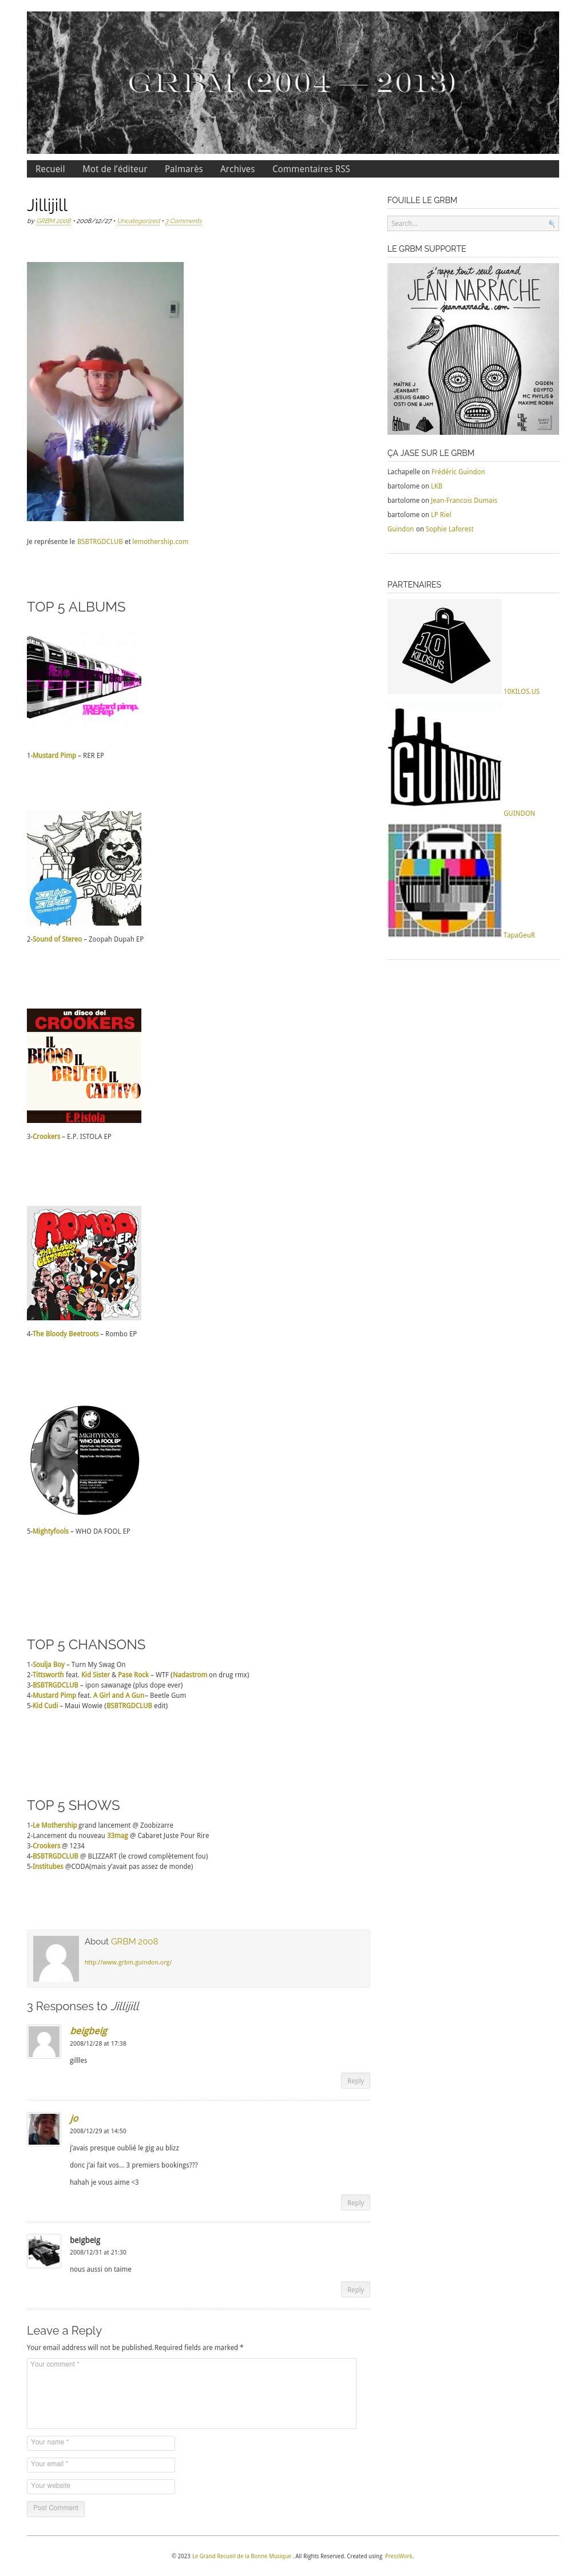 GRBM (2004 — 2013)
Recueil Mot de l'éditeur Palmarès Archives Commentaires RSS
Jillijill
by GRBM 2008 • 2008/12/27 • Uncategorized • 3 Comments
Je représente le BSBTRGDCLUB et lemothership.com
TOP 5 ALBUMS
mustard pimp.
//RERep
1-Mustard Pimp – RER EP
ZOOPA
DUPA!
SOUND OF
STEREO
2-Sound of Stereo – Zoopah Dupah EP
un disco dei
CROOKERS
IL
BUONO IL
BRUTTO IL
CATTIVO
E.P.istola
3-Crookers – E.P. ISTOLA EP
ROMBO
EP
THE BLOODY BEETROOTS
4-The Bloody Beetroots – Rombo EP
MIGHTYFOOLS
"WHO DA FOOL EP"
5-Mightyfools – WHO DA FOOL EP
TOP 5 CHANSONS
1-Soulja Boy – Turn My Swag On
2-Tittsworth feat. Kid Sister & Pase Rock – WTF (Nadastrom on drug rmx)
3-BSBTRGDCLUB – ipon sawanage (plus dope ever)
4-Mustard Pimp feat. A Girl and A Gun– Beetle Gum
5-Kid Cudi – Maui Wowie (BSBTRGDCLUB edit)
TOP 5 SHOWS
1-Le Mothership grand lancement @ Zoobizarre
2-Lancement du nouveau 33mag @ Cabaret Juste Pour Rire
3-Crookers @ 1234
4-BSBTRGDCLUB @ BLIZZART (le crowd complètement fou)
5-Institubes @CODA(mais y'avait pas assez de monde)
About GRBM 2008
http://www.grbm.guindon.org/
3 Responses to Jillijill
beigbeig
2008/12/28 at 17:38
gillles
Reply
jo
2008/12/29 at 14:50
j'avais presque oublié le gig au blizz
donc j'ai fait vos… 3 premiers bookings???
hahah je vous aime <3
Reply
beigbeig
2008/12/31 at 21:30
nous aussi on taime
Reply
Leave a Reply
Your email address will not be published. Required fields are marked *
Your comment *
Your name *
Your email *
Your website
Post Comment
FOUILLE LE GRBM
Search...
LE GRBM SUPPORTE
j'rappe tout seul quand
JEAN NARRACHE
jeannarrache.com
MAÎTRE J
JEANBART
JESUIS GABBO
OSTI ONE & JAM
OGDEN
EGYPTO
MC PHYLIS &
MAXIME ROBIN
ÇA JASE SUR LE GRBM
Lachapelle on Frédéric Guindon
bartolome on LKB
bartolome on Jean-Francois Dumais
bartolome on LP Riel
Guindon on Sophie Laforest
PARTENAIRES
10
KILOS.US
10KILOS.US
GUINDON
GUINDON
TapaGeuR
© 2023 Le Grand Recueil de la Bonne Musique . All Rights Reserved. Created using PressWork.